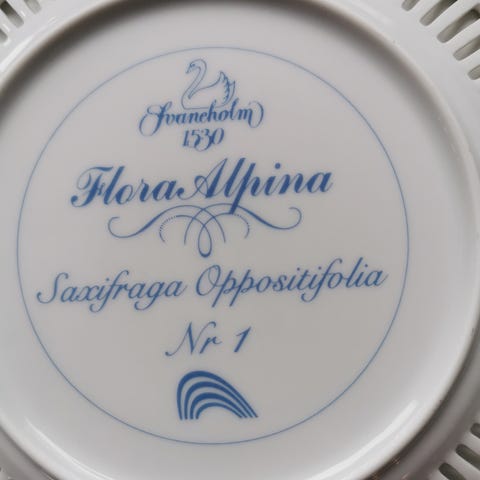 Svaneholm
1530
Flora Alpina
Saxifraga Oppositifolia
Nr 1